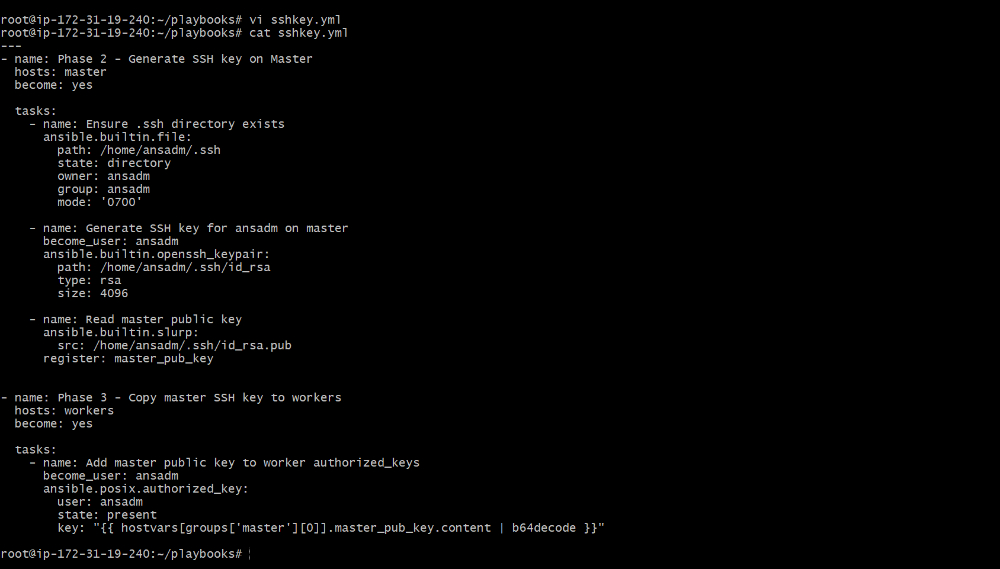 root@ip-172-31-19-240:~/playbooks# vi sshkey.yml
root@ip-172-31-19-240:~/playbooks# cat sshkey.yml
---
- name: Phase 2 - Generate SSH key on Master
  hosts: master
  become: yes

  tasks:
    - name: Ensure .ssh directory exists
      ansible.builtin.file:
        path: /home/ansadm/.ssh
        state: directory
        owner: ansadm
        group: ansadm
        mode: '0700'

    - name: Generate SSH key for ansadm on master
      become_user: ansadm
      ansible.builtin.openssh_keypair:
        path: /home/ansadm/.ssh/id_rsa
        type: rsa
        size: 4096

    - name: Read master public key
      ansible.builtin.slurp:
        src: /home/ansadm/.ssh/id_rsa.pub
      register: master_pub_key


- name: Phase 3 - Copy master SSH key to workers
  hosts: workers
  become: yes

  tasks:
    - name: Add master public key to worker authorized_keys
      become_user: ansadm
      ansible.posix.authorized_key:
        user: ansadm
        state: present
        key: "{{ hostvars[groups['master'][0]].master_pub_key.content | b64decode }}"

root@ip-172-31-19-240:~/playbooks#